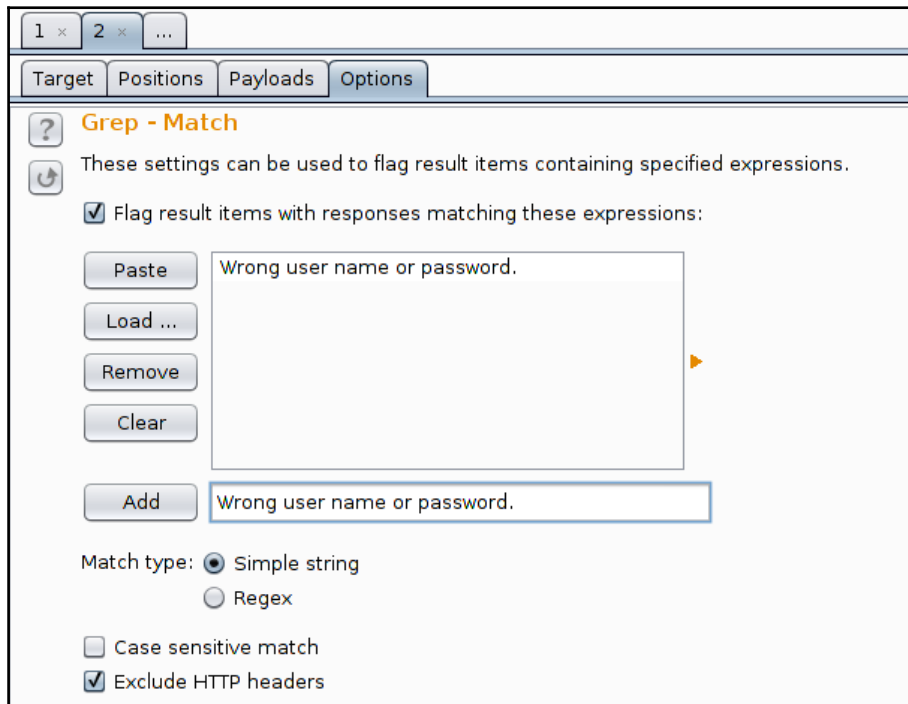 1 × 2 × ...
Target Positions Payloads Options
? Grep - Match
These settings can be used to flag result items containing specified expressions.
Flag result items with responses matching these expressions:
Paste Wrong user name or password.
Load ...
Remove
Clear
Add Wrong user name or password.
Match type: Simple string
Regex
Case sensitive match
Exclude HTTP headers